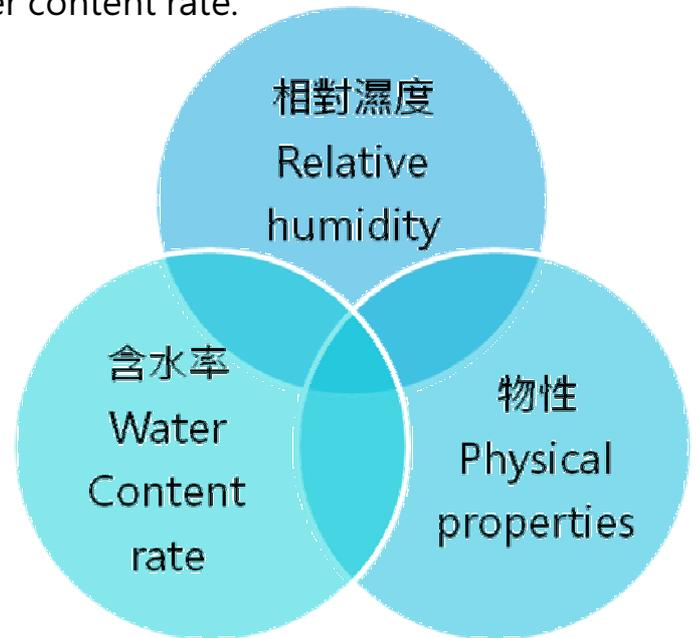 er content rate.
相對濕度
Relative
humidity
含水率
Water
Content
rate
物性
Physical
properties